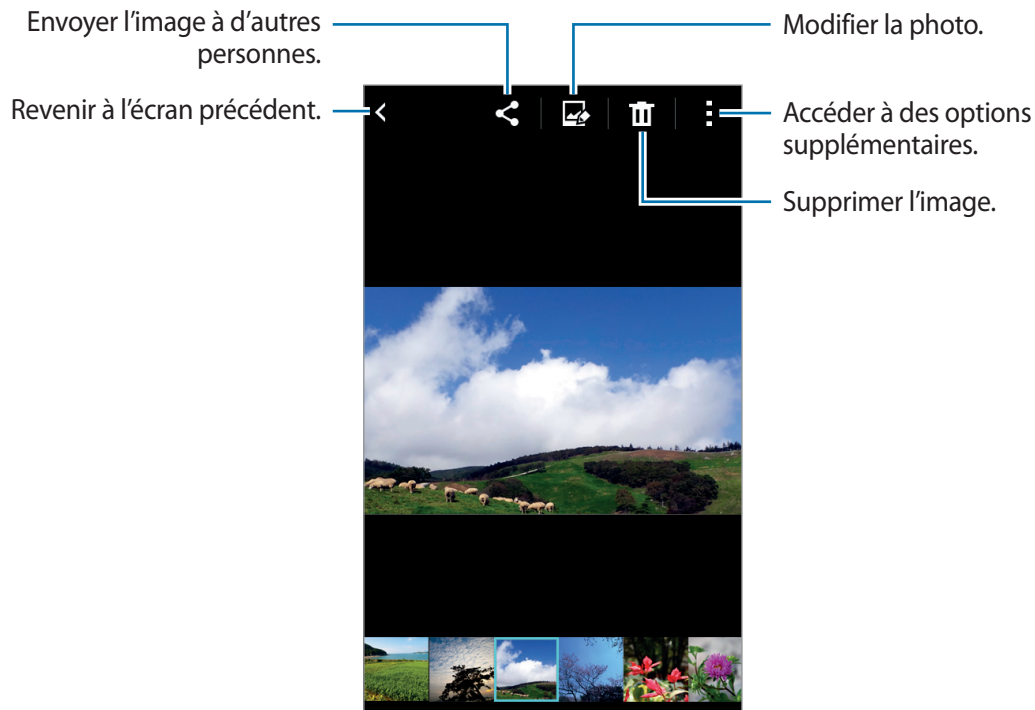 Envoyer l’image à d’autres
personnes.
Modifier la photo.
Revenir à l’écran précédent.
Accéder à des options
supplémentaires.
Supprimer l’image.